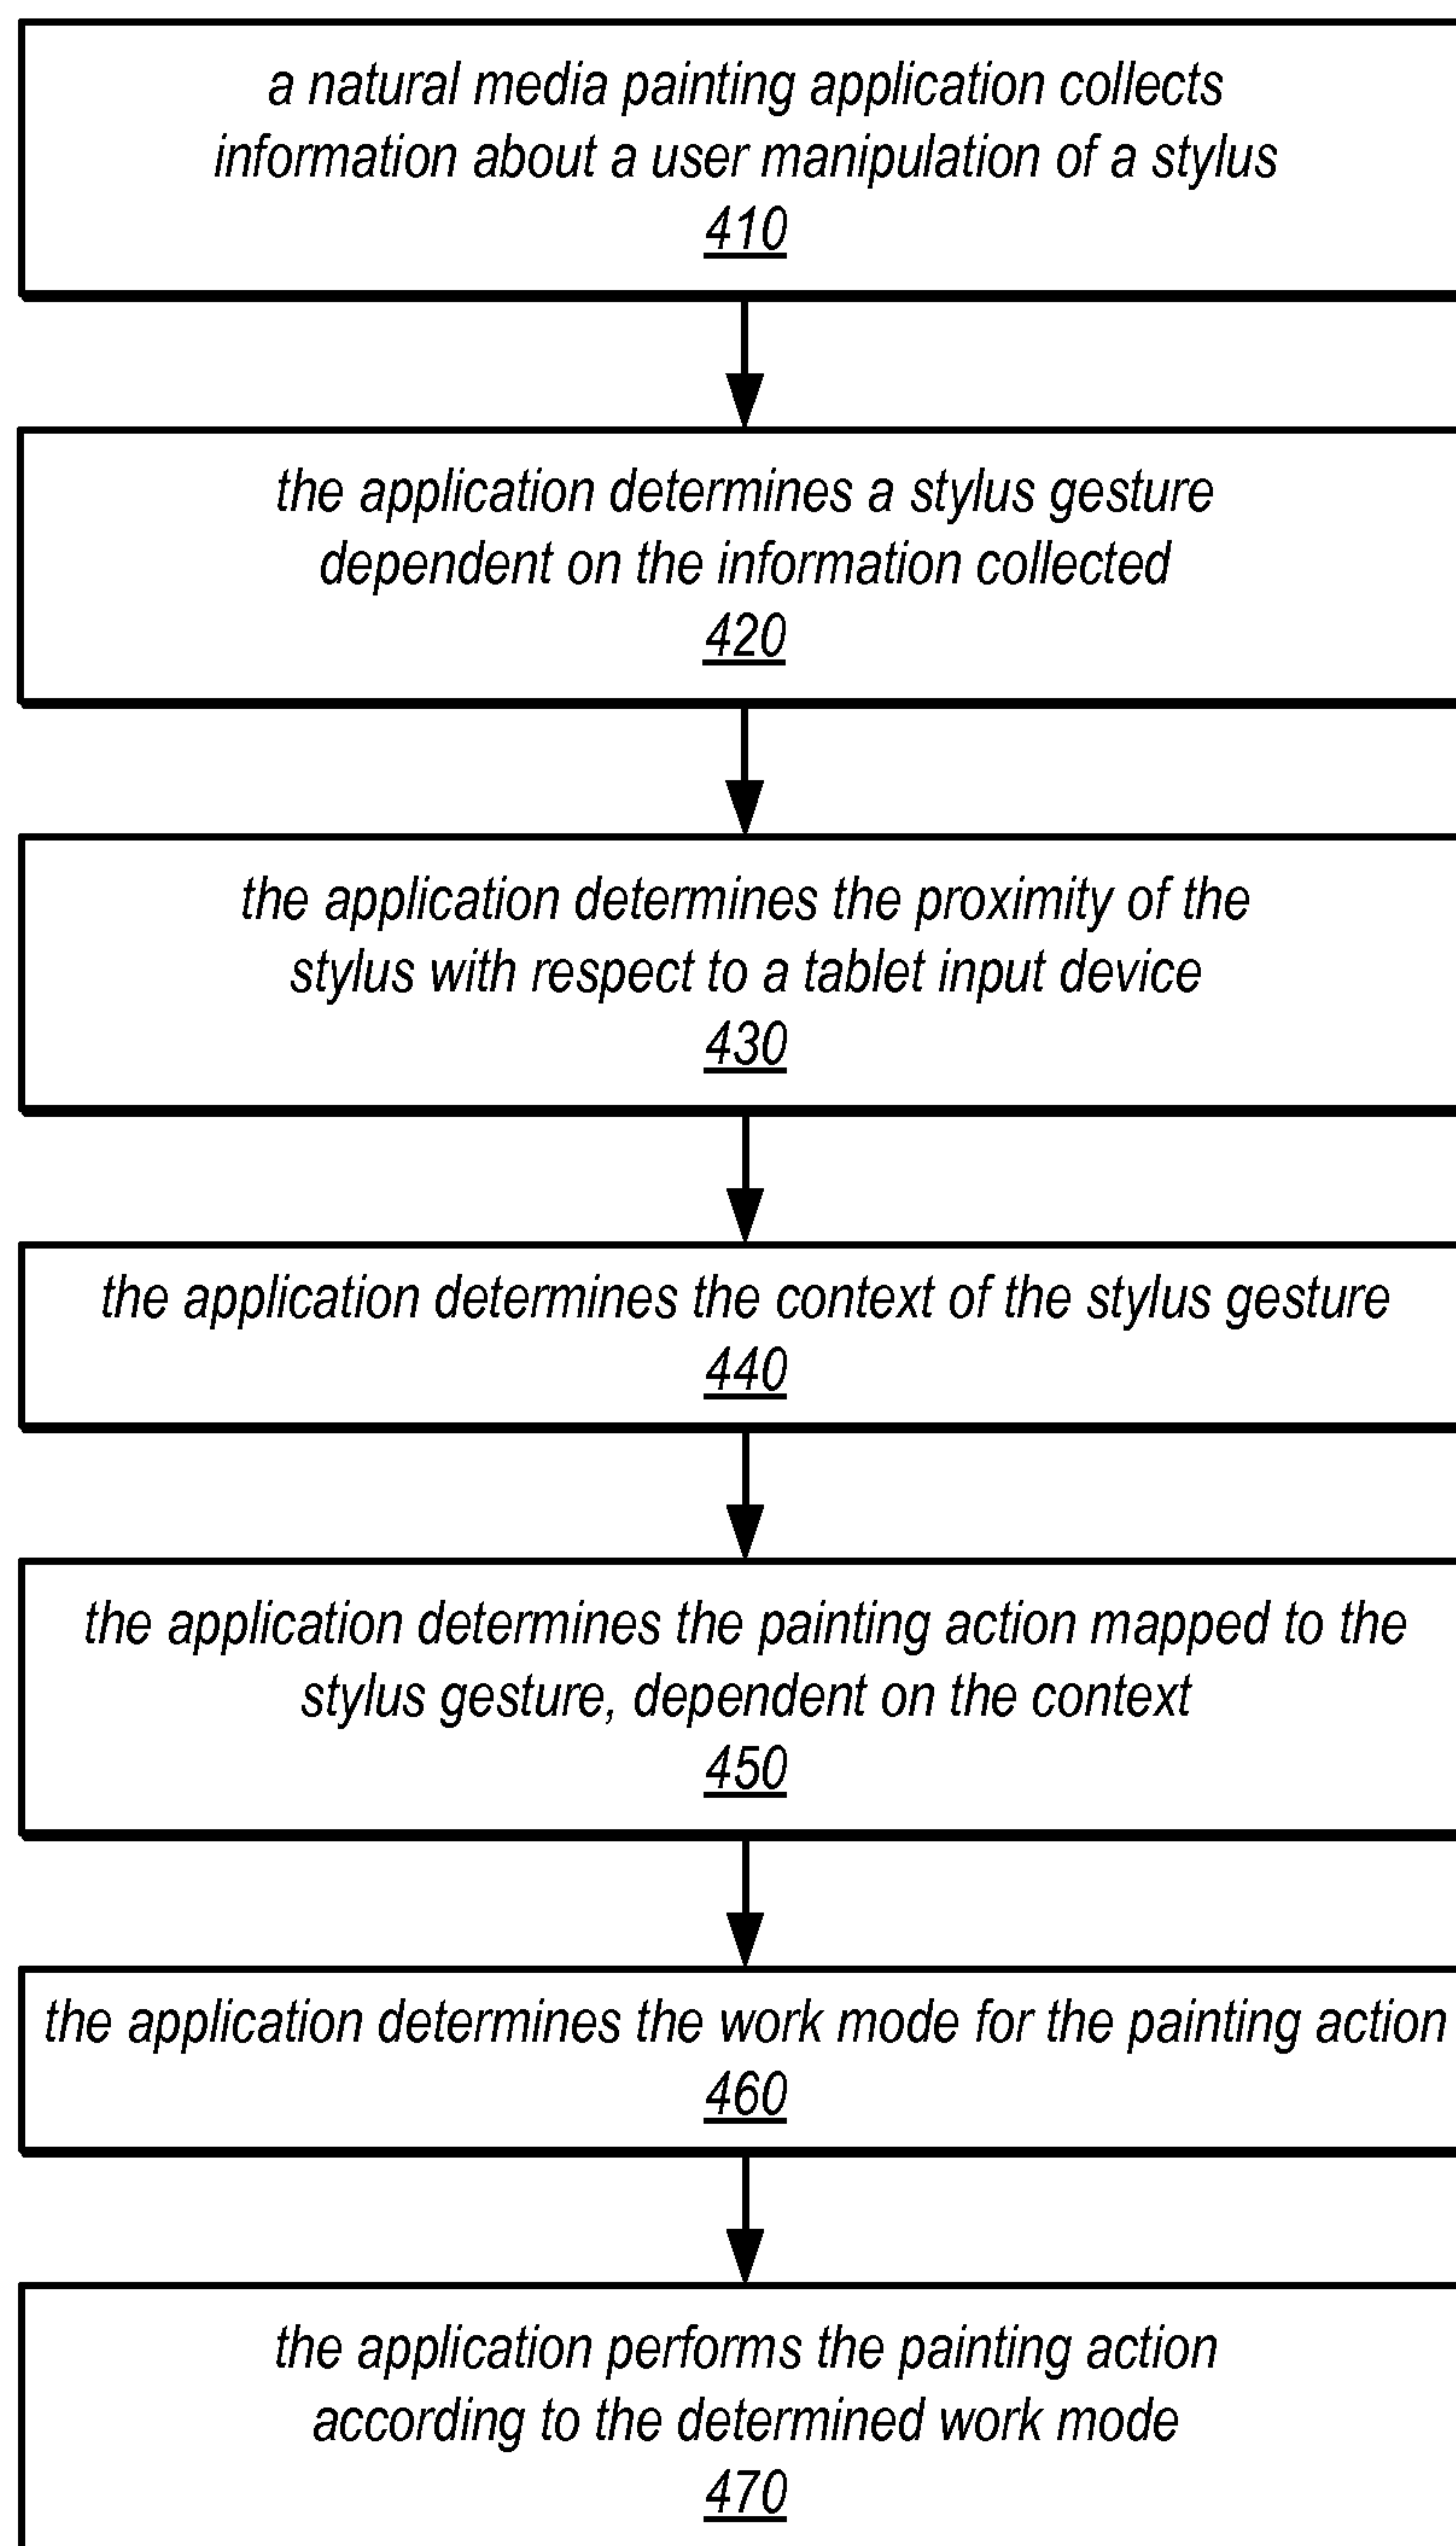 a natural media painting application collects
information about a user manipulation of a stylus
410
the application determines a stylus gesture
dependent on the information collected
420
the application determines the proximity of the
stylus with respect to a tablet input device
430
the application determines the context of the stylus gesture
440
the application determines the painting action mapped to the
stylus gesture, dependent on the context
450
the application determines the work mode for the painting action
460
the application performs the painting action
according to the determined work mode
470